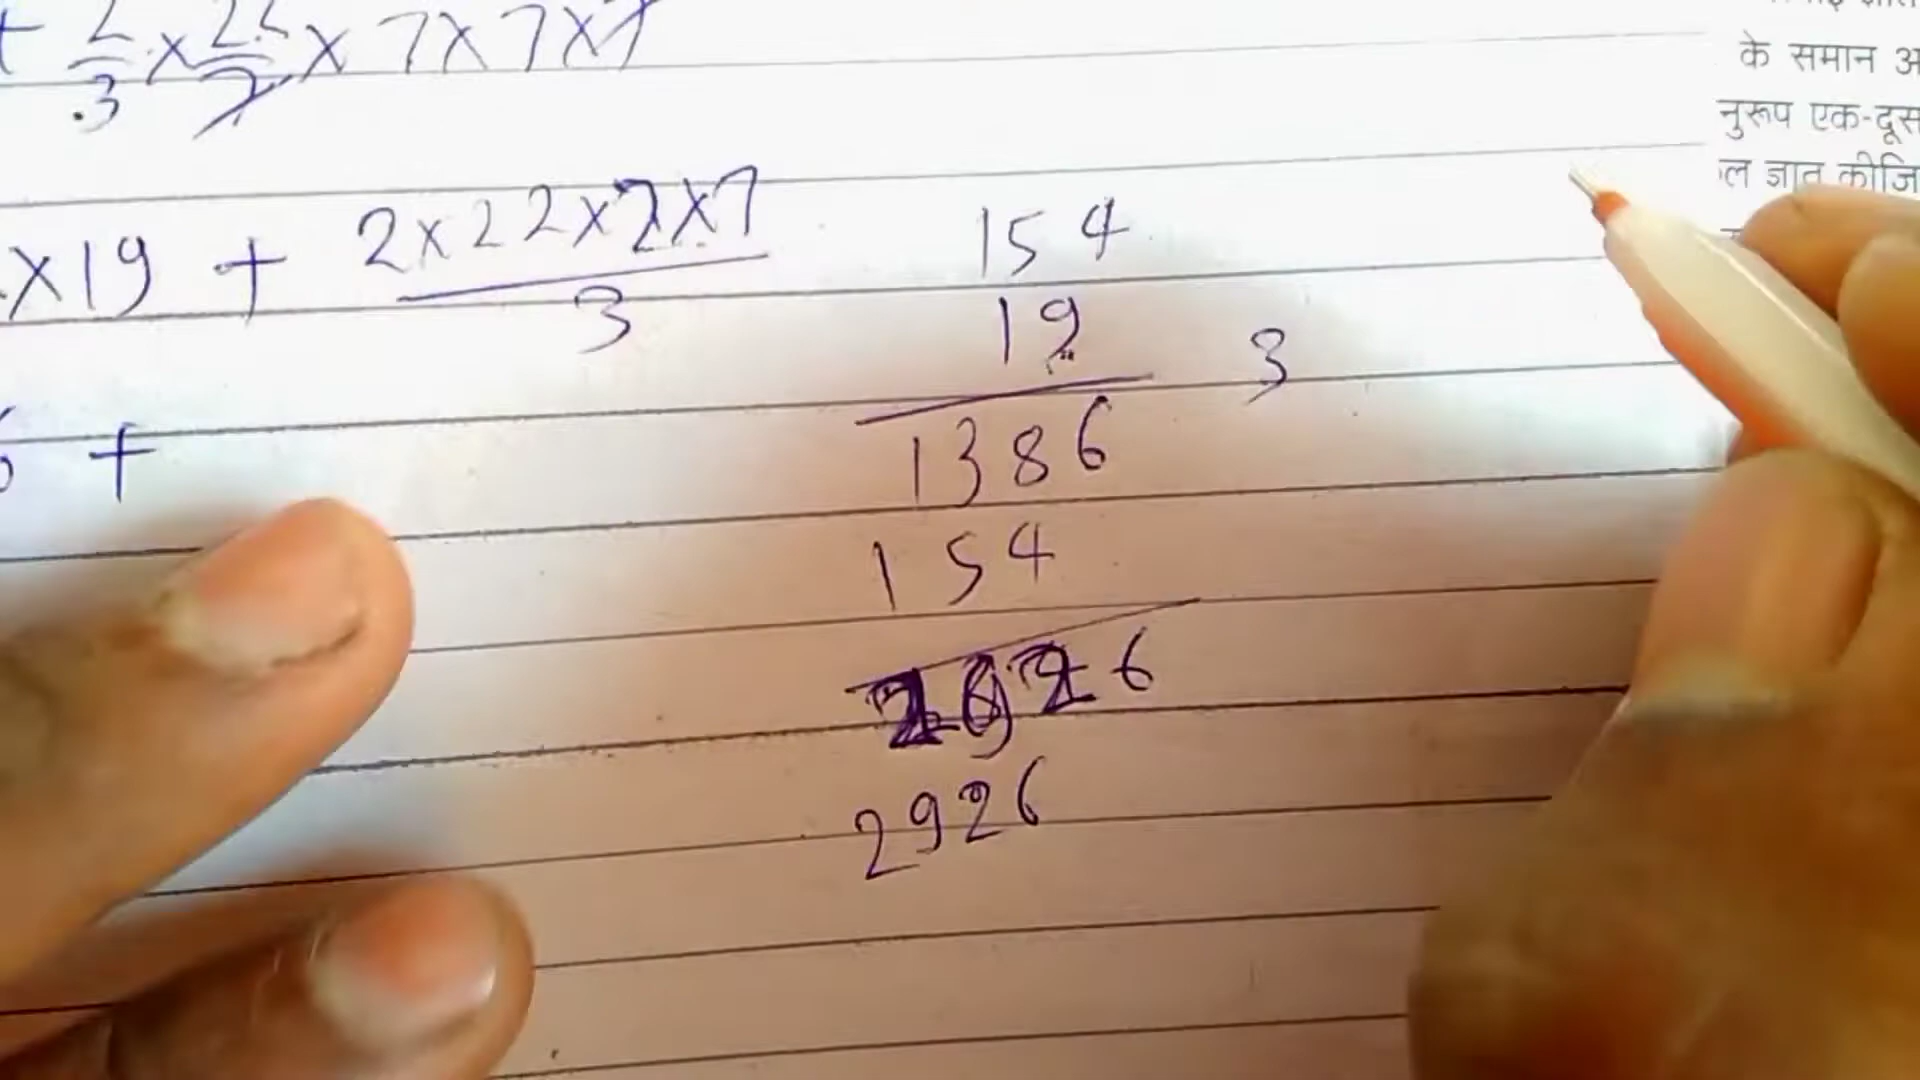 + 2/3 × 22/7 × 7×7×7
×19 + 2×22×7×7/3
6 +
154
19
3
1386
154
2926
2926
के समान
एक-दूस
ज्ञात कीजि